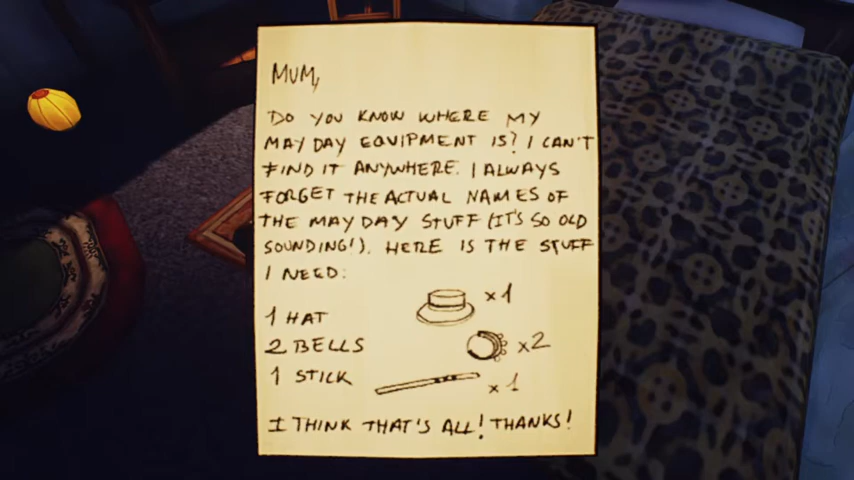 MUM,
DO YOU KNOW WHERE MY
MAY DAY EQUIPMENT IS? I CAN'T
FIND IT ANYWHERE. I ALWAYS
FORGET THE ACTUAL NAMES OF
THE MAY DAY STUFF (IT'S SO OLD
SOUNDING!). HERE IS THE STUFF
I NEED:
1 HAT x1
2 BELLS x2
1 STICK x1
I THINK THAT'S ALL! THANKS!